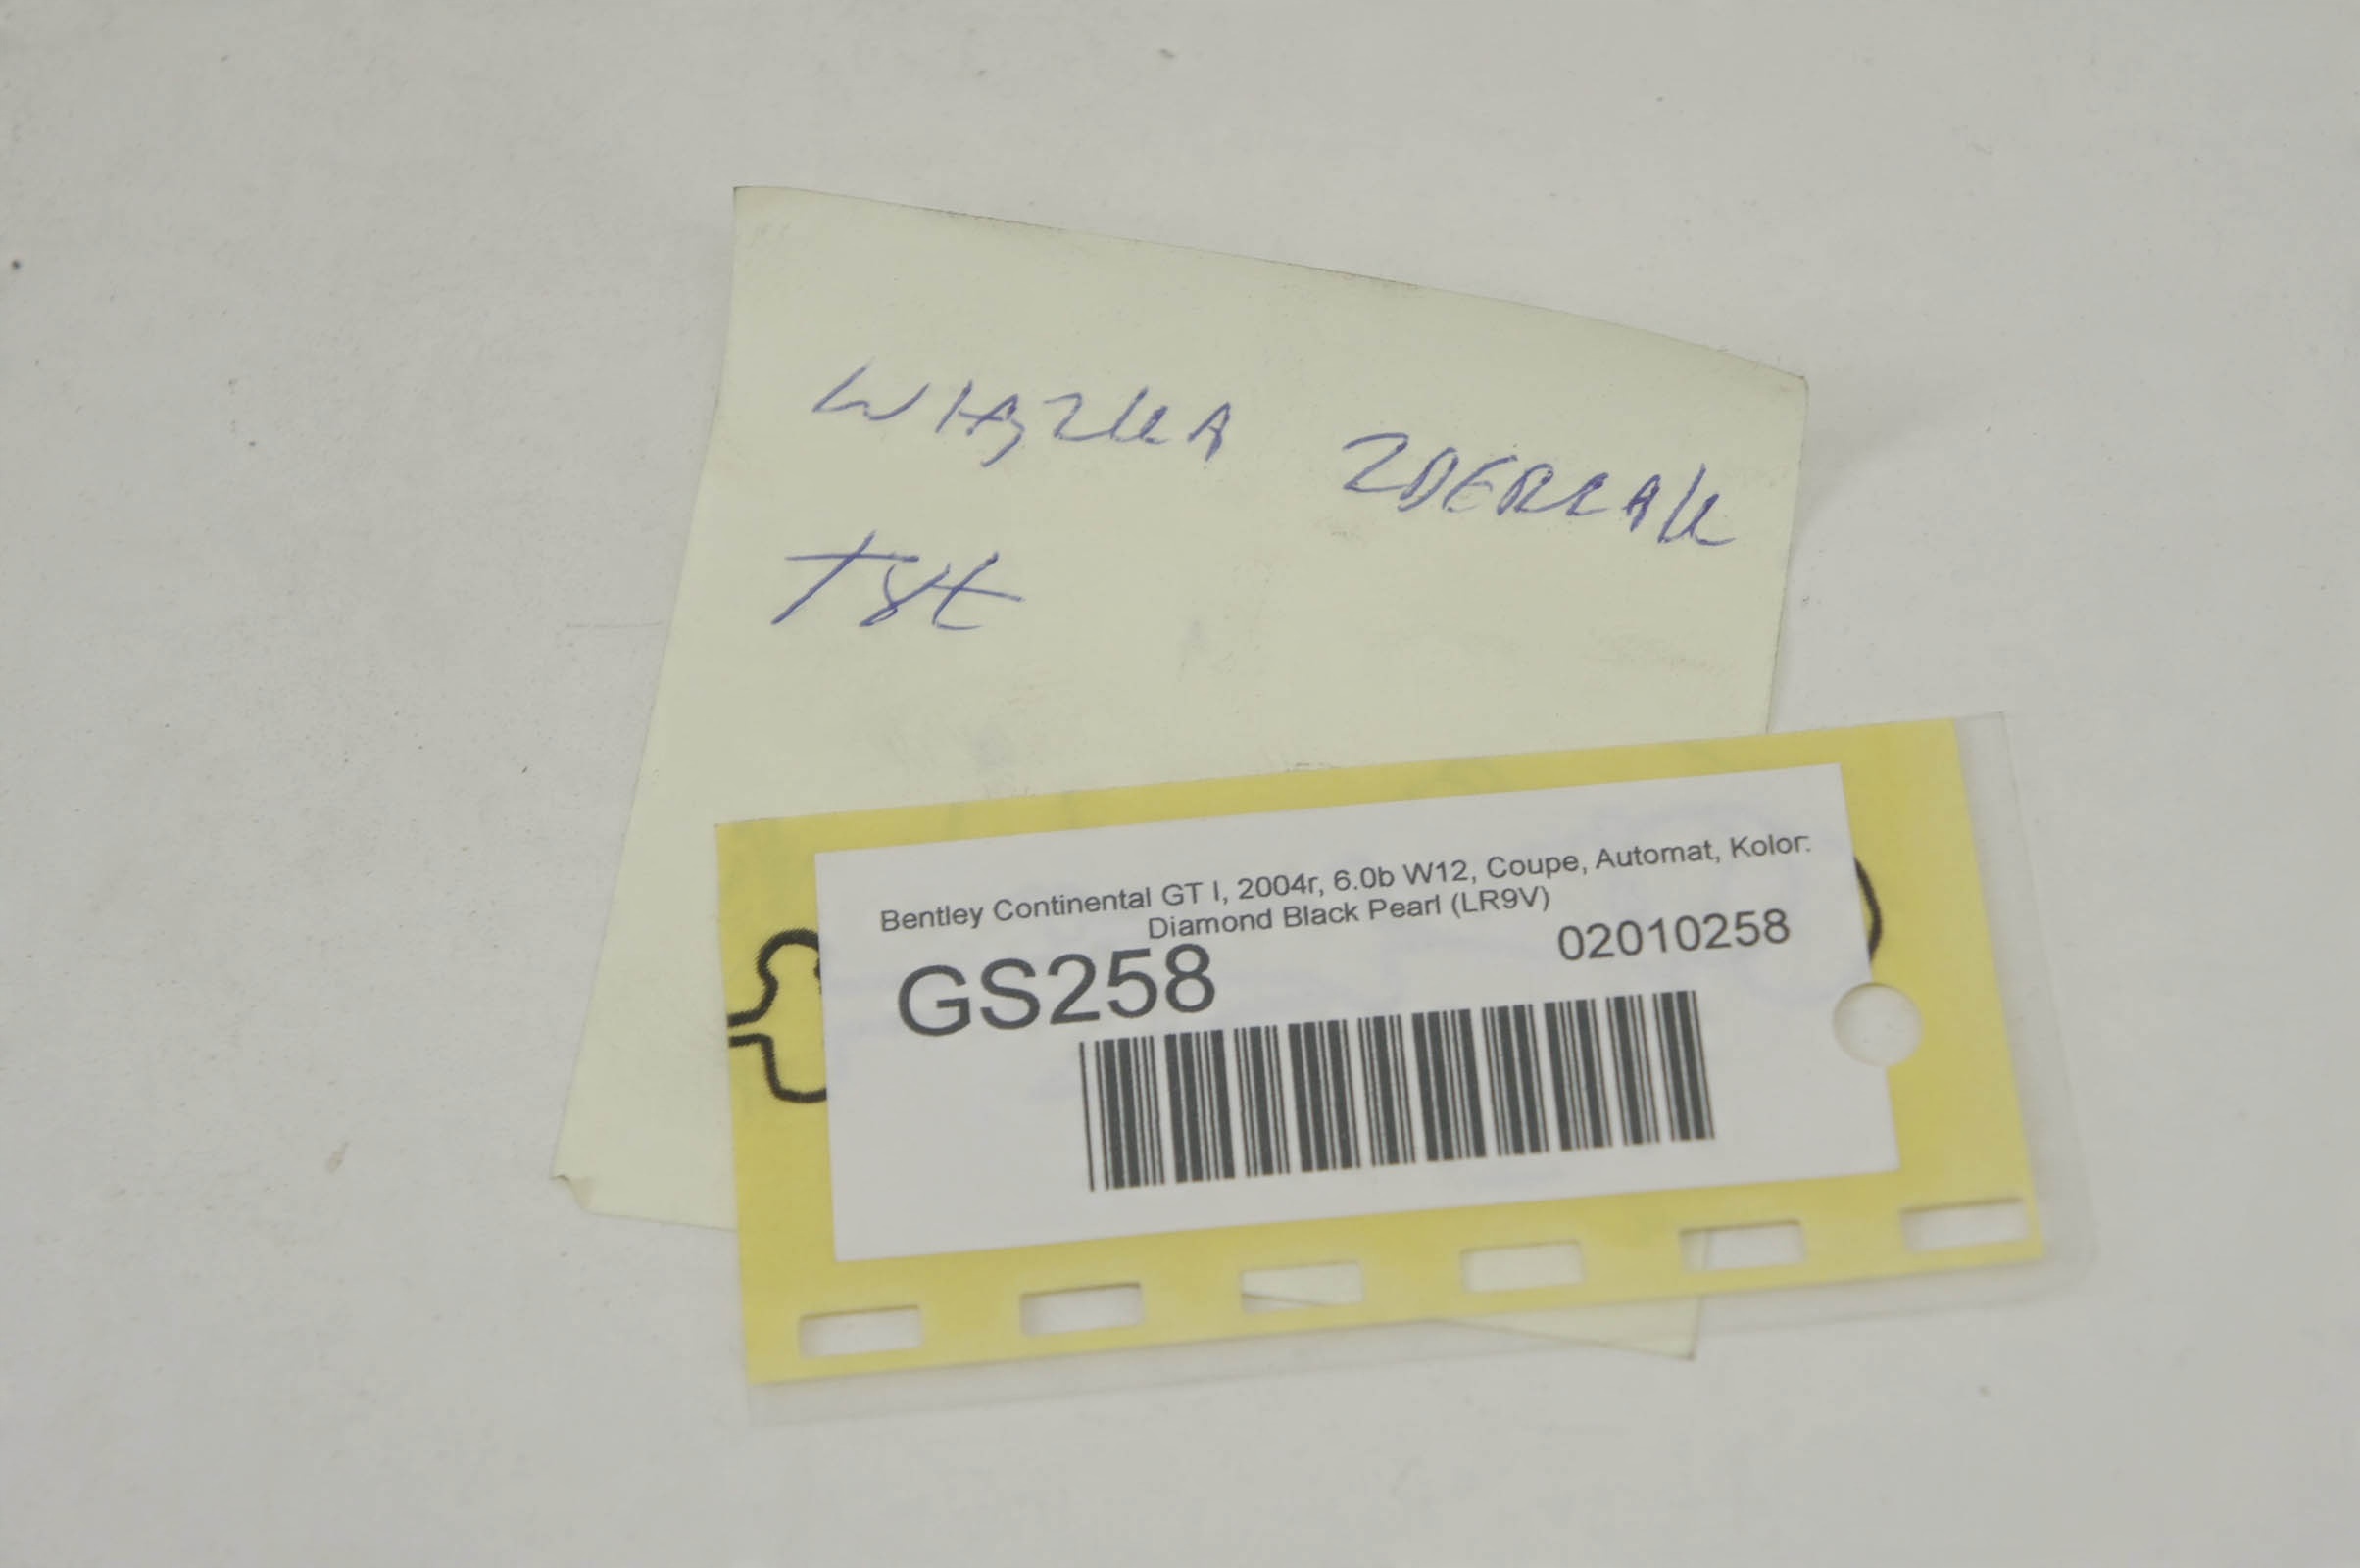 WIĄZKA ZDERZAK
TYŁ
Bentley Continental GT I, 2004r, 6.0b W12, Coupe, Automat, Kolor:
Diamond Black Pearl (LR9V)
GS258
02010258